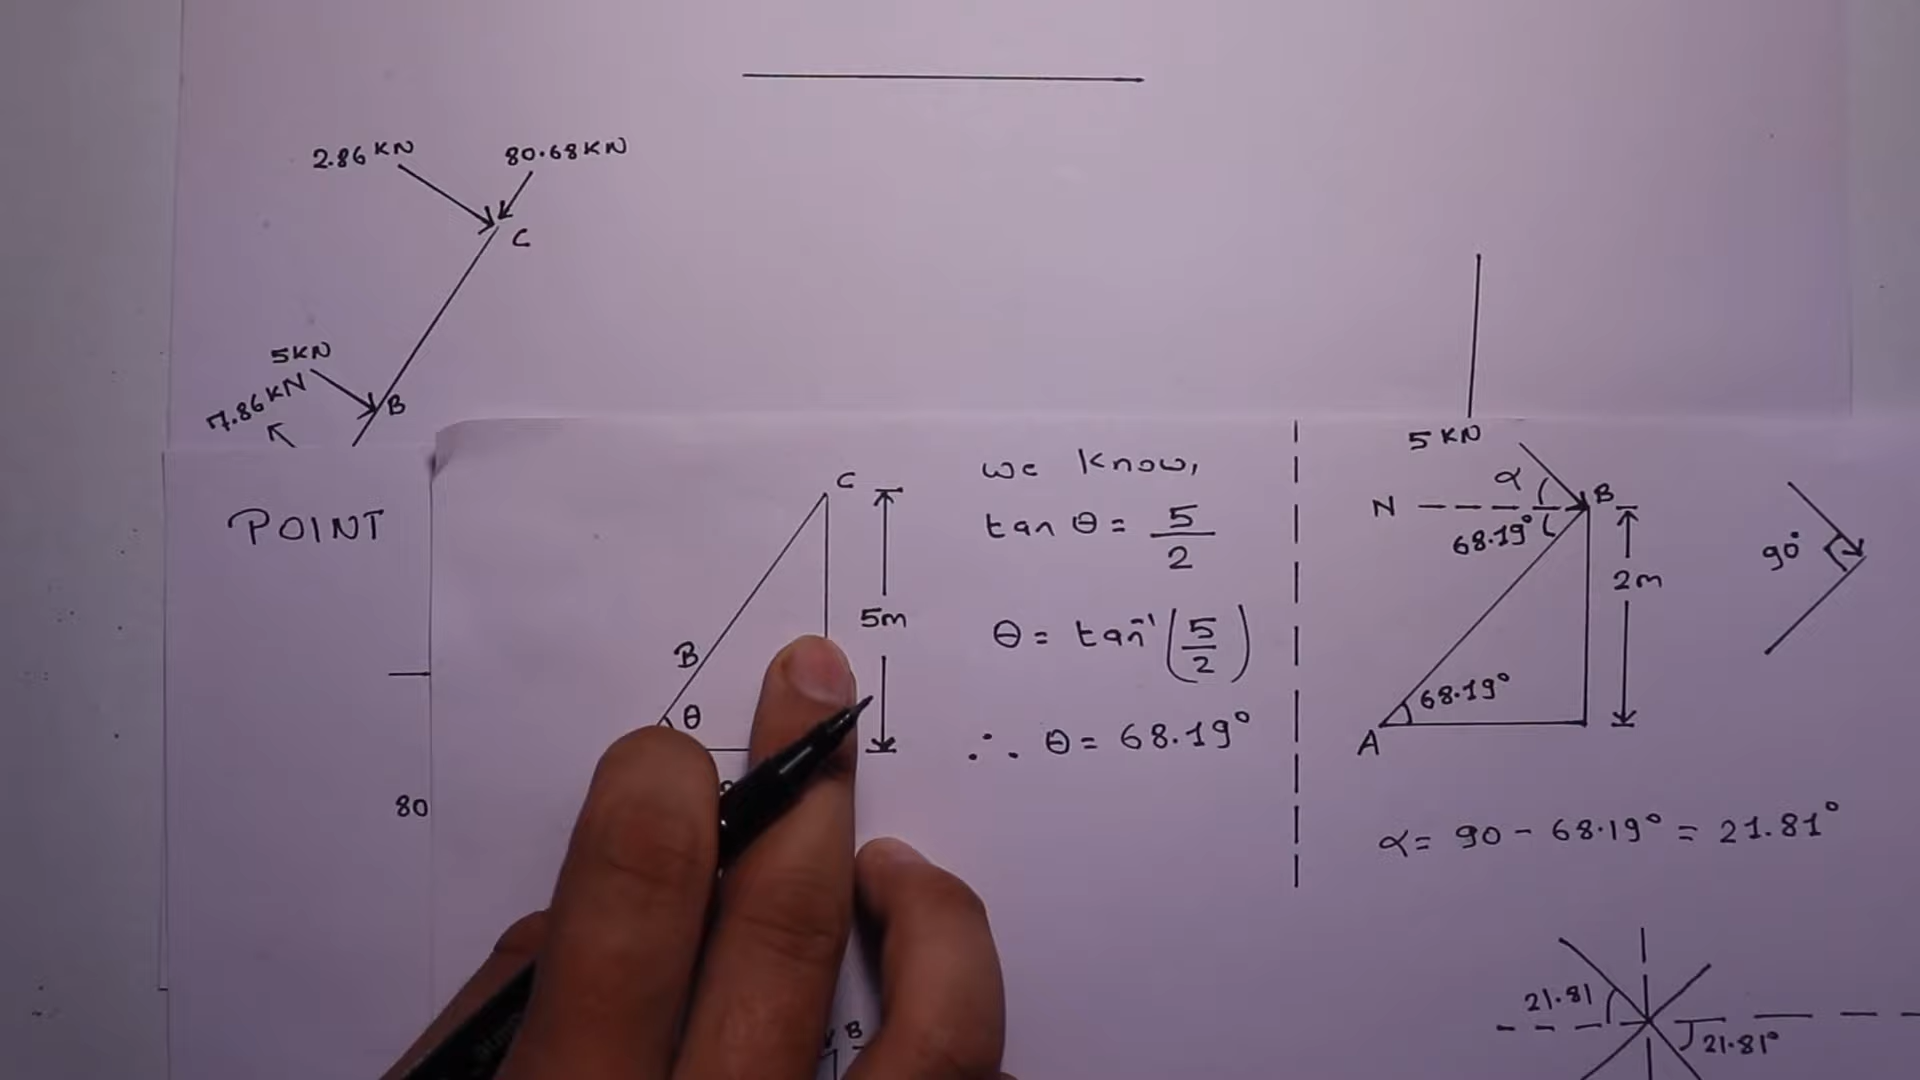 2.86 KN
80.68 KN
C
5 KN
7.86 KN
B
POINT
80
C
B
θ
5m
we know,
tan θ = 5/2
θ = tan⁻¹ (5/2)
∴ θ = 68.19°
5 KN
α
N
B
68.19°
2m
68.19°
A
90°
α = 90 - 68.19° = 21.81°
21.81
21.81°
B